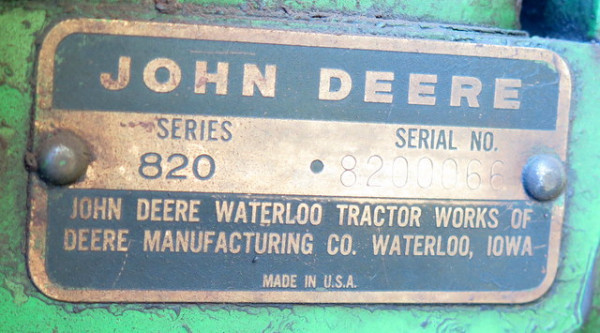 JOHN DEERE
SERIES SERIAL NO.
820 • 8200066
JOHN DEERE WATERLOO TRACTOR WORKS OF
DEERE MANUFACTURING CO. WATERLOO, IOWA
MADE IN U.S.A.